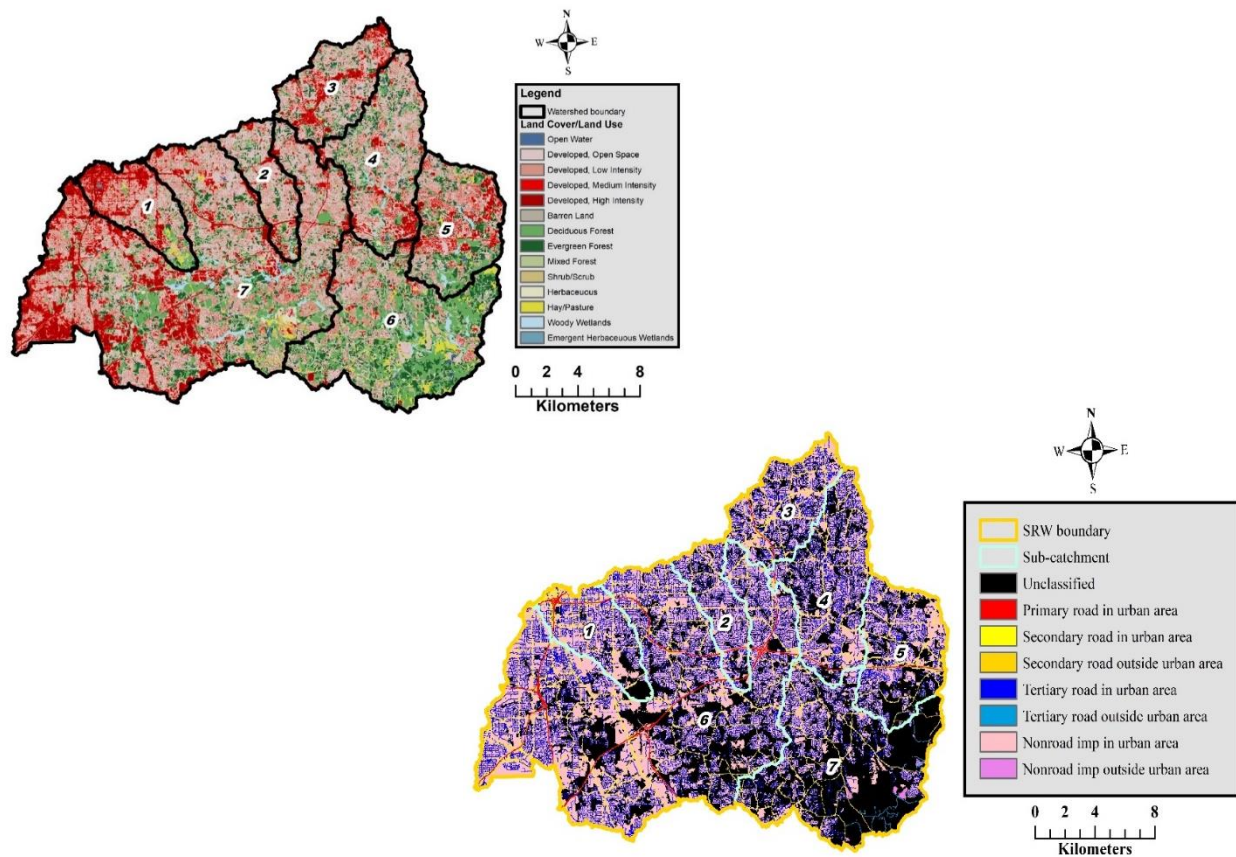 N
W E
S
3
4
2
1
5
7
6
Legend
Watershed boundary
Land Cover/Land Use
Open Water
Developed, Open Space
Developed, Low Intensity
Developed, Medium Intensity
Developed, High Intensity
Barren Land
Deciduous Forest
Evergreen Forest
Mixed Forest
Shrub/Scrub
Herbaceuous
Hay/Pasture
Woody Wetlands
Emergent Herbaceuous Wetlands
0 2 4 8
Kilometers
N
W E
S
3
4
2
1
5
6
7
SRW boundary
Sub-catchment
Unclassified
Primary road in urban area
Secondary road in urban area
Secondary road outside urban area
Tertiary road in urban area
Tertiary road outside urban area
Nonroad imp in urban area
Nonroad imp outside urban area
0 2 4 8
Kilometers